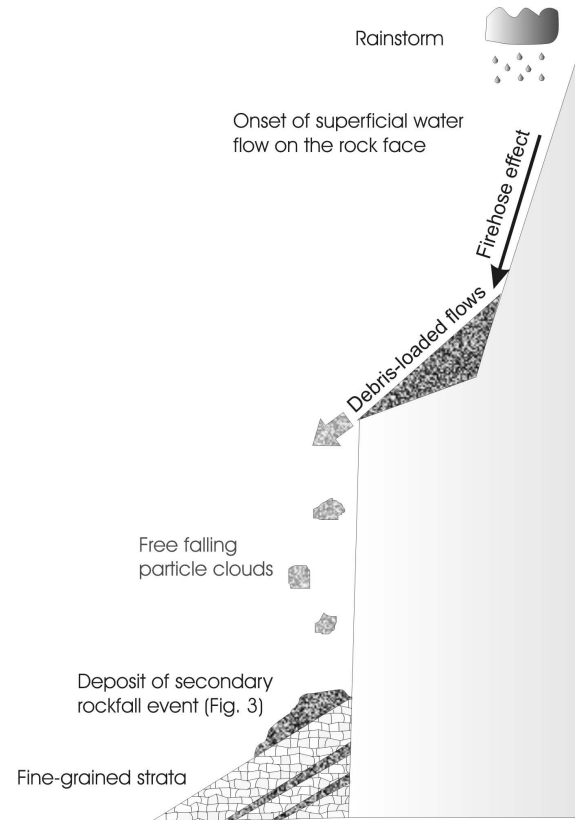 Rainstorm
Onset of superficial water
flow on the rock face
Firehose effect
Debris-loaded flows
Free falling
particle clouds
Deposit of secondary
rockfall event (Fig. 3)
Fine-grained strata